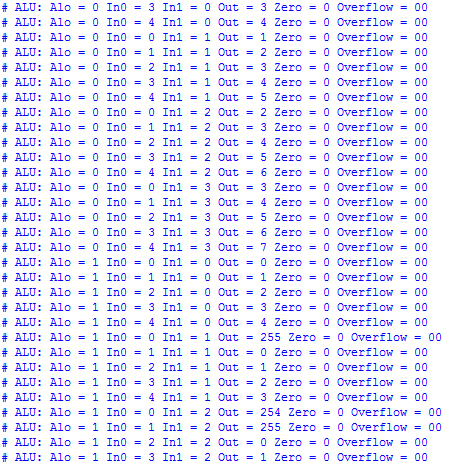 # ALU: Alo = 0 In0 = 3 In1 = 0 Out = 3 Zero = 0 Overflow = 00
# ALU: Alo = 0 In0 = 4 In1 = 0 Out = 4 Zero = 0 Overflow = 00
# ALU: Alo = 0 In0 = 0 In1 = 1 Out = 1 Zero = 0 Overflow = 00
# ALU: Alo = 0 In0 = 1 In1 = 1 Out = 2 Zero = 0 Overflow = 00
# ALU: Alo = 0 In0 = 2 In1 = 1 Out = 3 Zero = 0 Overflow = 00
# ALU: Alo = 0 In0 = 3 In1 = 1 Out = 4 Zero = 0 Overflow = 00
# ALU: Alo = 0 In0 = 4 In1 = 1 Out = 5 Zero = 0 Overflow = 00
# ALU: Alo = 0 In0 = 0 In1 = 2 Out = 2 Zero = 0 Overflow = 00
# ALU: Alo = 0 In0 = 1 In1 = 2 Out = 3 Zero = 0 Overflow = 00
# ALU: Alo = 0 In0 = 2 In1 = 2 Out = 4 Zero = 0 Overflow = 00
# ALU: Alo = 0 In0 = 3 In1 = 2 Out = 5 Zero = 0 Overflow = 00
# ALU: Alo = 0 In0 = 4 In1 = 2 Out = 6 Zero = 0 Overflow = 00
# ALU: Alo = 0 In0 = 0 In1 = 3 Out = 3 Zero = 0 Overflow = 00
# ALU: Alo = 0 In0 = 1 In1 = 3 Out = 4 Zero = 0 Overflow = 00
# ALU: Alo = 0 In0 = 2 In1 = 3 Out = 5 Zero = 0 Overflow = 00
# ALU: Alo = 0 In0 = 3 In1 = 3 Out = 6 Zero = 0 Overflow = 00
# ALU: Alo = 0 In0 = 4 In1 = 3 Out = 7 Zero = 0 Overflow = 00
# ALU: Alo = 1 In0 = 0 In1 = 0 Out = 0 Zero = 0 Overflow = 00
# ALU: Alo = 1 In0 = 1 In1 = 0 Out = 1 Zero = 0 Overflow = 00
# ALU: Alo = 1 In0 = 2 In1 = 0 Out = 2 Zero = 0 Overflow = 00
# ALU: Alo = 1 In0 = 3 In1 = 0 Out = 3 Zero = 0 Overflow = 00
# ALU: Alo = 1 In0 = 4 In1 = 0 Out = 4 Zero = 0 Overflow = 00
# ALU: Alo = 1 In0 = 0 In1 = 1 Out = 255 Zero = 0 Overflow = 00
# ALU: Alo = 1 In0 = 1 In1 = 1 Out = 0 Zero = 0 Overflow = 00
# ALU: Alo = 1 In0 = 2 In1 = 1 Out = 1 Zero = 0 Overflow = 00
# ALU: Alo = 1 In0 = 3 In1 = 1 Out = 2 Zero = 0 Overflow = 00
# ALU: Alo = 1 In0 = 4 In1 = 1 Out = 3 Zero = 0 Overflow = 00
# ALU: Alo = 1 In0 = 0 In1 = 2 Out = 254 Zero = 0 Overflow = 00
# ALU: Alo = 1 In0 = 1 In1 = 2 Out = 255 Zero = 0 Overflow = 00
# ALU: Alo = 1 In0 = 2 In1 = 2 Out = 0 Zero = 0 Overflow = 00
# ALU: Alo = 1 In0 = 3 In1 = 2 Out = 1 Zero = 0 Overflow = 00